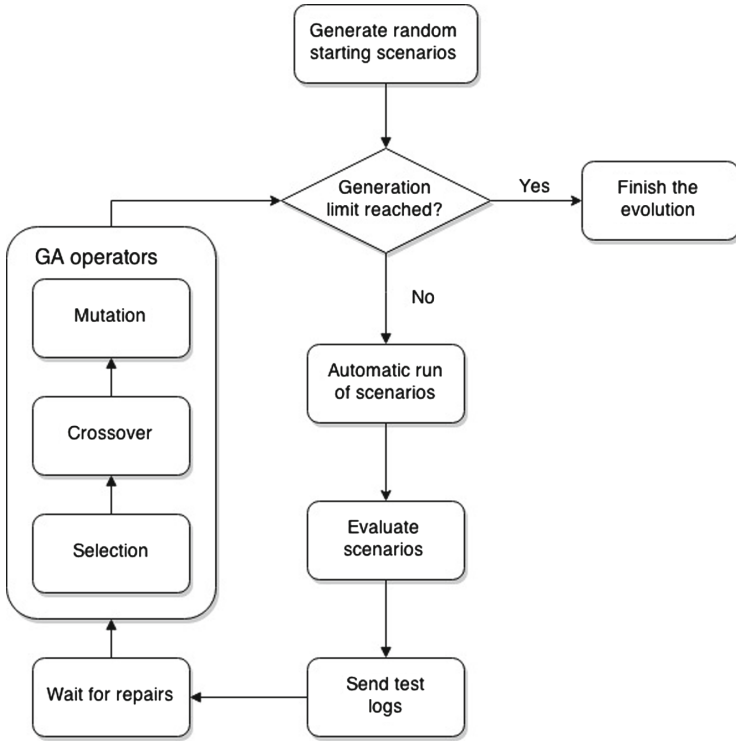 Generate random
starting scenarios
Generation
limit reached?
Yes
Finish the
evolution
No
GA operators
Mutation
Crossover
Selection
Automatic run
of scenarios
Evaluate
scenarios
Send test
logs
Wait for repairs